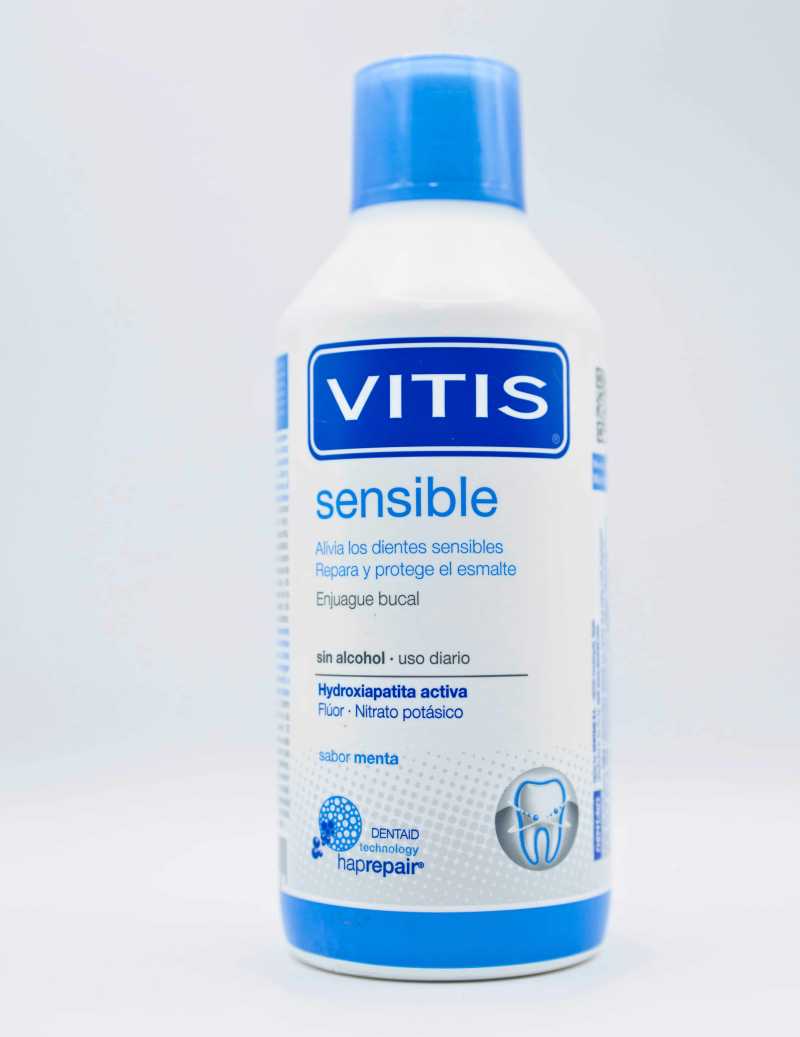 VITIS
®
sensible
Alivia los dientes sensibles
Repara y protege el esmalte
Enjuague bucal
sin alcohol · uso diario
Hydroxiapatita activa
Flúor · Nitrato potásico
sabor menta
DENTAID
technology
haprepair®